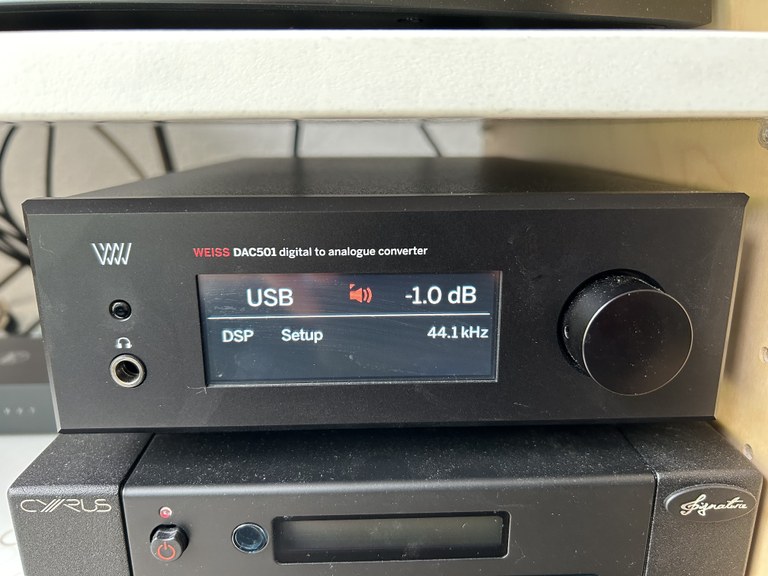 WEISS DAC501 digital to analogue converter
USB -1.0 dB
DSP Setup 44.1 kHz
CYRUS Signature